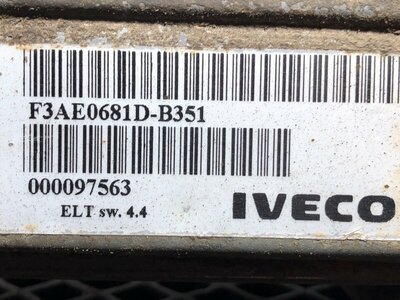 F3AE0681D-B351
000097563
ELT sw. 4.4 IVECO